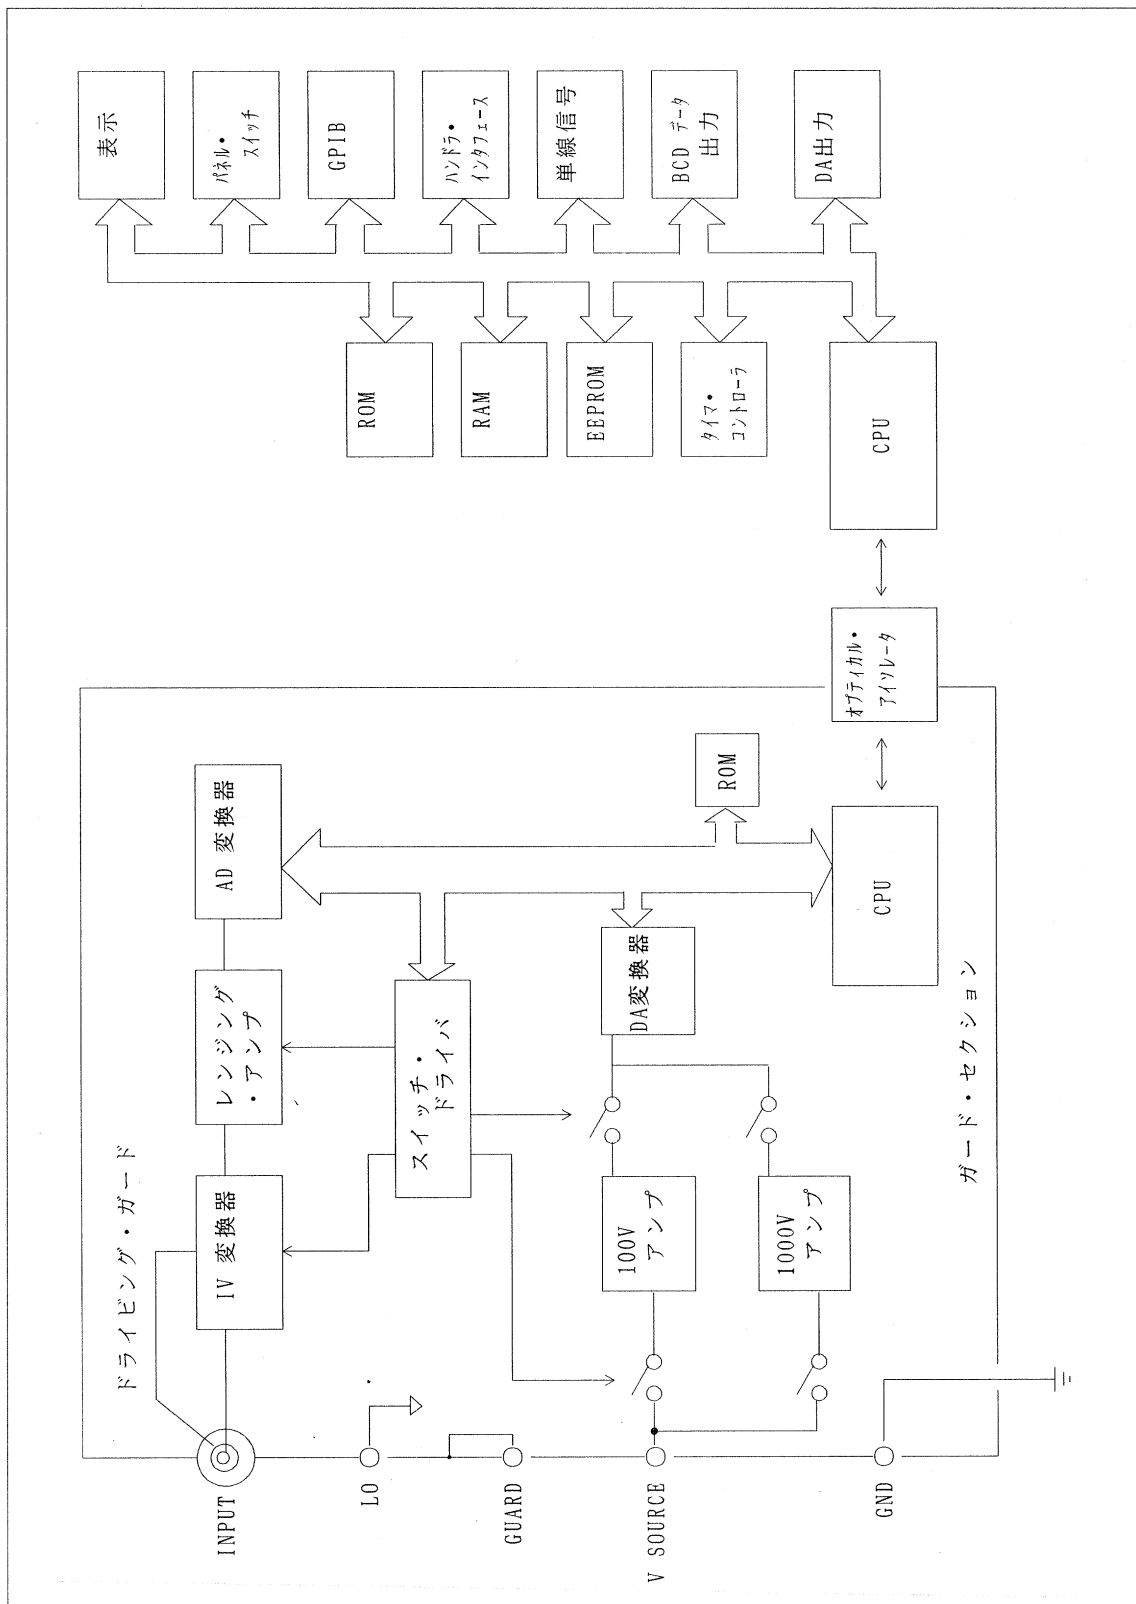 INPUT
LO
GUARD
V SOURCE
GND
ドライビング・ガード
IV 変換器
レンジング
・アンプ
AD 変換器
スイッチ・
ドライバ
100V
アンプ
1000V
アンプ
DA変換器
ROM
CPU
ガード・セクション
オプティカル・
アイソレータ
CPU
ROM
RAM
EEPROM
タイマ・
コントローラ
表示
パネル・
スイッチ
GPIB
ハンドラ・
インタフェース
単線信号
BCD データ
出力
DA出力